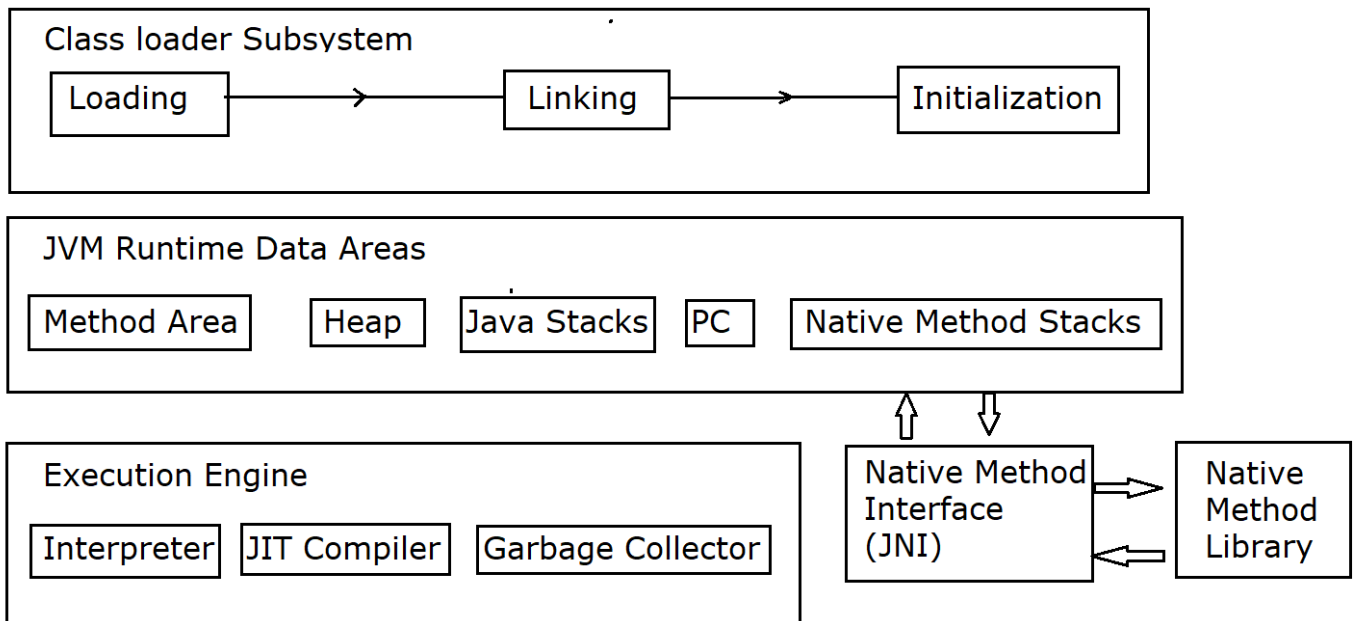 Class loader Subsystem
Loading
Linking
Initialization
JVM Runtime Data Areas
Method Area
Heap
Java Stacks
PC
Native Method Stacks
Execution Engine
Interpreter
JIT Compiler
Garbage Collector
Native Method
Interface
(JNI)
Native
Method
Library